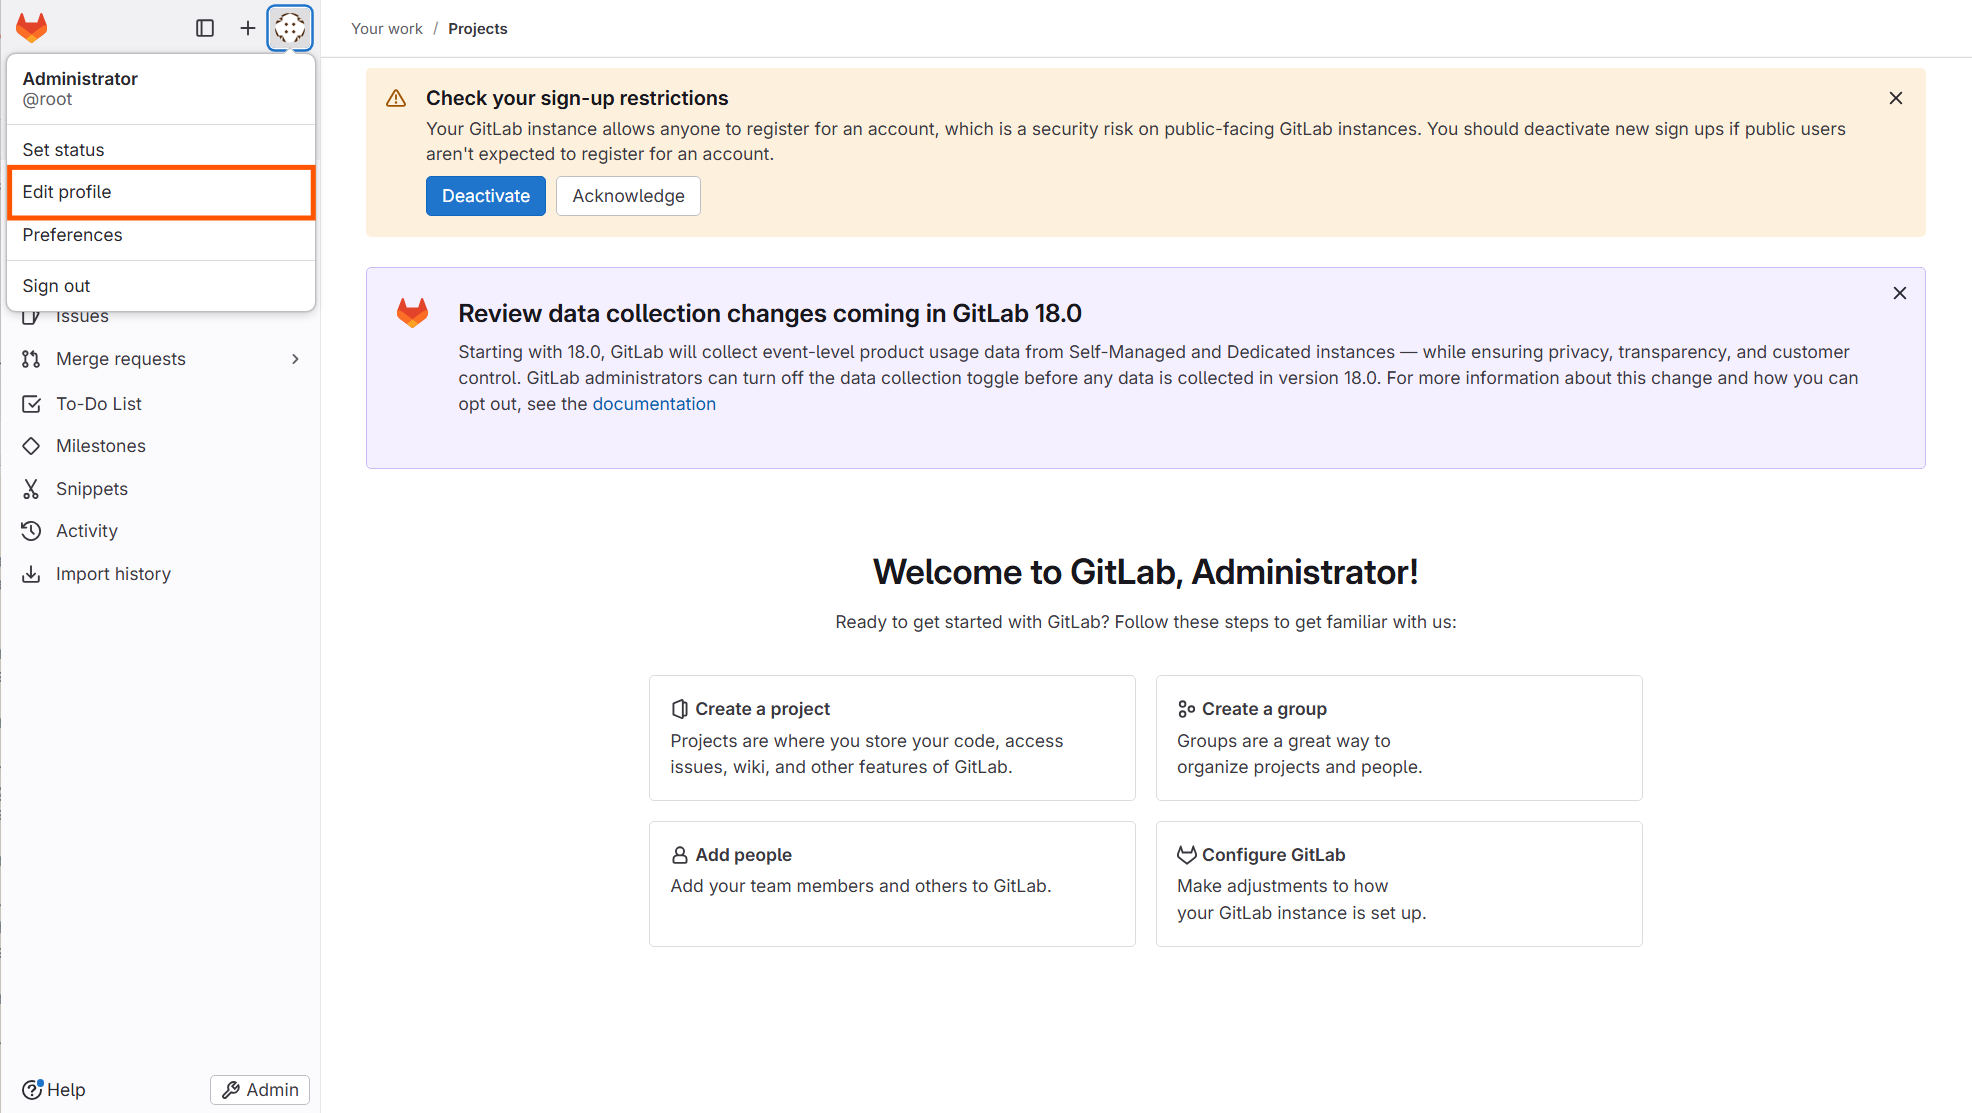 Your work / Projects
Administrator
@root
Set status
Edit profile
Preferences
Sign out
Issues
Merge requests
To-Do List
Milestones
Snippets
Activity
Import history
Help
Admin
Check your sign-up restrictions
Your GitLab instance allows anyone to register for an account, which is a security risk on public-facing GitLab instances. You should deactivate new sign ups if public users
aren't expected to register for an account.
Deactivate
Acknowledge
Review data collection changes coming in GitLab 18.0
Starting with 18.0, GitLab will collect event-level product usage data from Self-Managed and Dedicated instances — while ensuring privacy, transparency, and customer
control. GitLab administrators can turn off the data collection toggle before any data is collected in version 18.0. For more information about this change and how you can
opt out, see the documentation
Welcome to GitLab, Administrator!
Ready to get started with GitLab? Follow these steps to get familiar with us:
Create a project
Projects are where you store your code, access
issues, wiki, and other features of GitLab.
Create a group
Groups are a great way to
organize projects and people.
Add people
Add your team members and others to GitLab.
Configure GitLab
Make adjustments to how
your GitLab instance is set up.